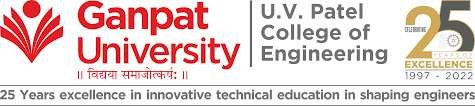 Ganpat
University
॥ विद्यया समाजोत्कर्षः ॥
U.V. Patel
College of
Engineering
CELEBRATING
25
YEARS OF
EXCELLENCE
1997 - 2022
25 Years excellence in innovative technical education in shaping engineers